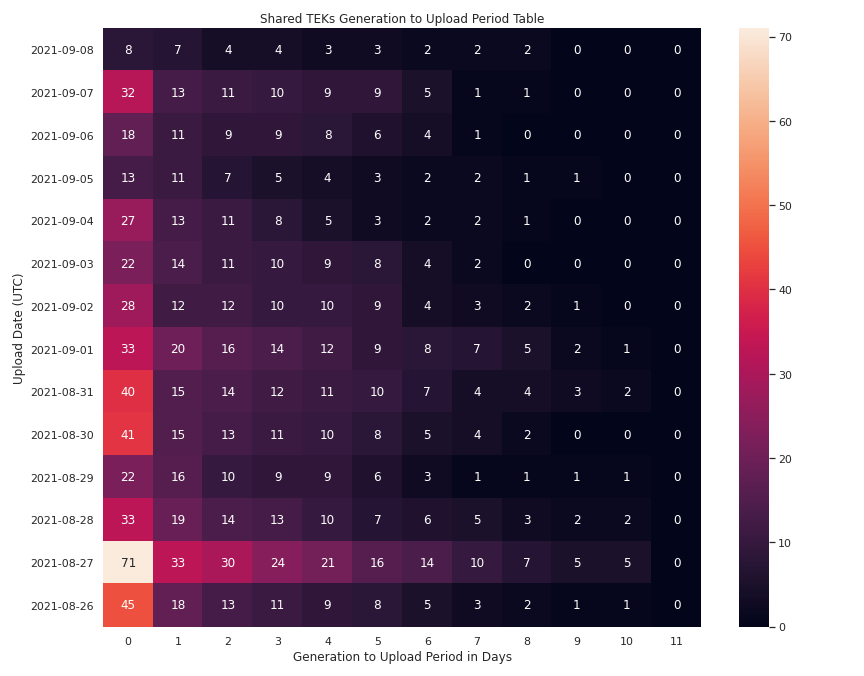 Shared TEKs Generation to Upload Period Table
Upload Date (UTC)
2021-09-08 8 7 4 4 3 3 2 2 2 0 0 0
2021-09-07 32 13 11 10 9 9 5 1 1 0 0 0
2021-09-06 18 11 9 9 8 6 4 1 0 0 0 0
2021-09-05 13 11 7 5 4 3 2 2 1 1 0 0
2021-09-04 27 13 11 8 5 3 2 2 1 0 0 0
2021-09-03 22 14 11 10 9 8 4 2 0 0 0 0
2021-09-02 28 12 12 10 10 9 4 3 2 1 0 0
2021-09-01 33 20 16 14 12 9 8 7 5 2 1 0
2021-08-31 40 15 14 12 11 10 7 4 4 3 2 0
2021-08-30 41 15 13 11 10 8 5 4 2 0 0 0
2021-08-29 22 16 10 9 9 6 3 1 1 1 1 0
2021-08-28 33 19 14 13 10 7 6 5 3 2 2 0
2021-08-27 71 33 30 24 21 16 14 10 7 5 5 0
2021-08-26 45 18 13 11 9 8 5 3 2 1 1 0
0 1 2 3 4 5 6 7 8 9 10 11
Generation to Upload Period in Days
70
60
50
40
30
20
10
0